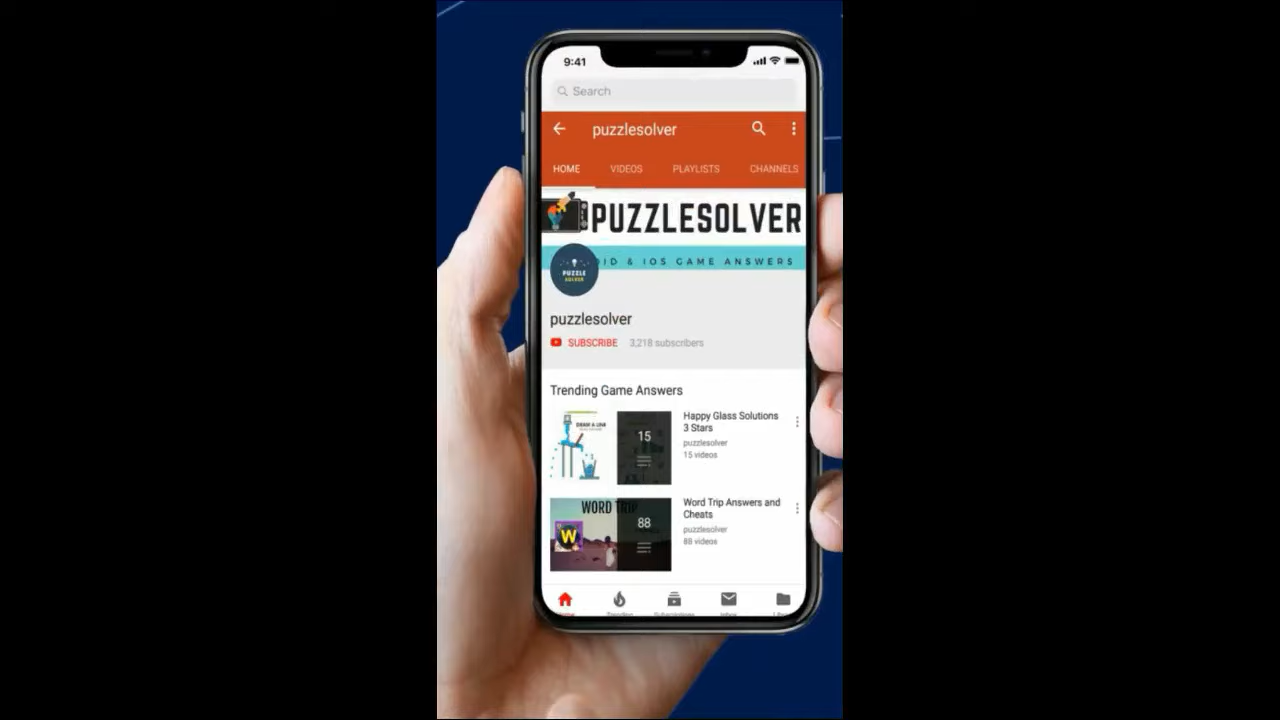 9:41
Search
puzzlesolver
HOME VIDEOS PLAYLISTS CHANNELS
PUZZLESOLVER
ID & IOS GAME ANSWERS
PUZZLE
SOLVER
puzzlesolver
SUBSCRIBE 3,218 subscribers
Trending Game Answers
DRAW A LINE
15
Happy Glass Solutions
3 Stars
puzzlesolver
15 videos
WORD TRIP
W
88
Word Trip Answers and
Cheats
puzzlesolver
88 videos